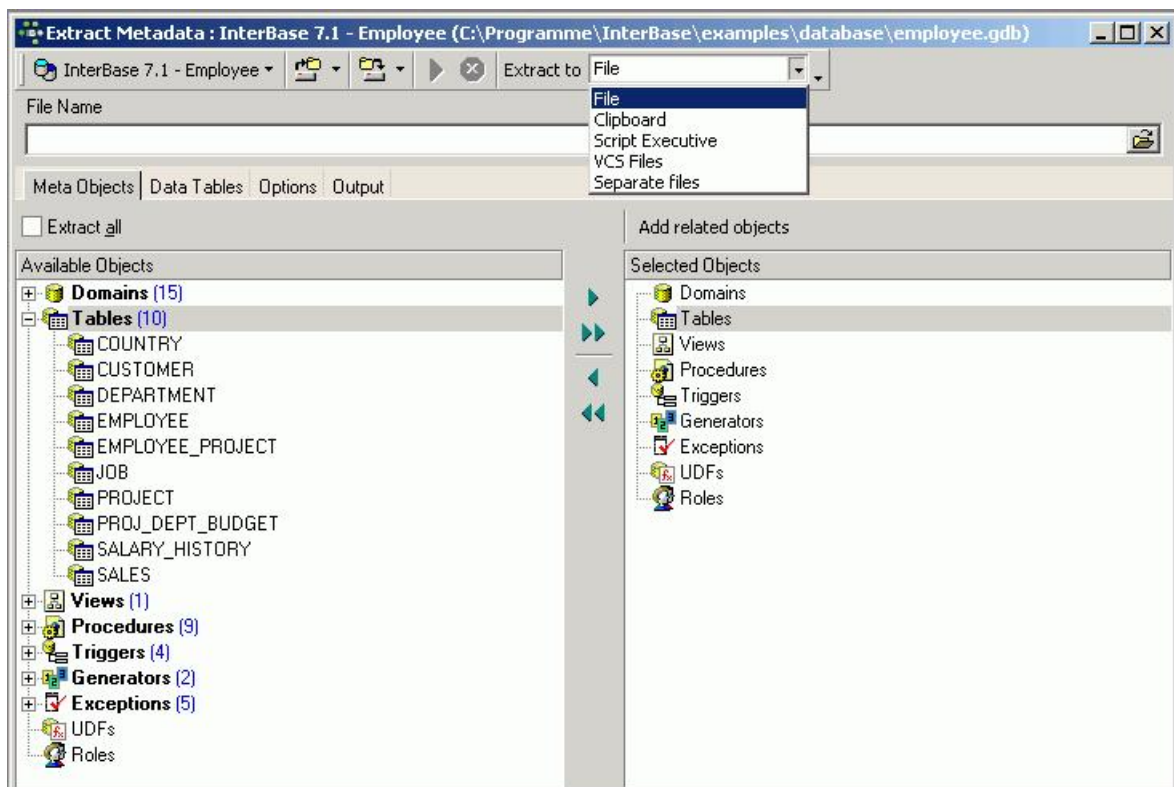 Extract Metadata : InterBase 7.1 - Employee (C:\Programme\InterBase\examples\database\employee.gdb)
InterBase 7.1 - Employee Extract to File
File
Clipboard
Script Executive
VCS Files
Separate files
File Name
Meta Objects Data Tables Options Output
Extract all Add related objects
Available Objects
Domains (15)
Tables (10)
COUNTRY
CUSTOMER
DEPARTMENT
EMPLOYEE
EMPLOYEE_PROJECT
JOB
PROJECT
PROJ_DEPT_BUDGET
SALARY_HISTORY
SALES
Views (1)
Procedures (9)
Triggers (4)
Generators (2)
Exceptions (5)
UDFs
Roles
Selected Objects
Domains
Tables
Views
Procedures
Triggers
Generators
Exceptions
UDFs
Roles